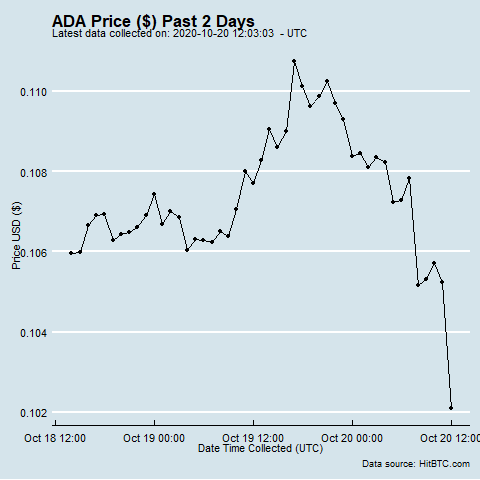 ADA Price ($) Past 2 Days
Latest data collected on: 2020-10-20 12:03:03 - UTC
0.110
0.108
0.106
0.104
0.102
Price USD ($)
Oct 18 12:00 Oct 19 00:00 Oct 19 12:00 Oct 20 00:00 Oct 20 12:00
Date Time Collected (UTC)
Data source: HitBTC.com